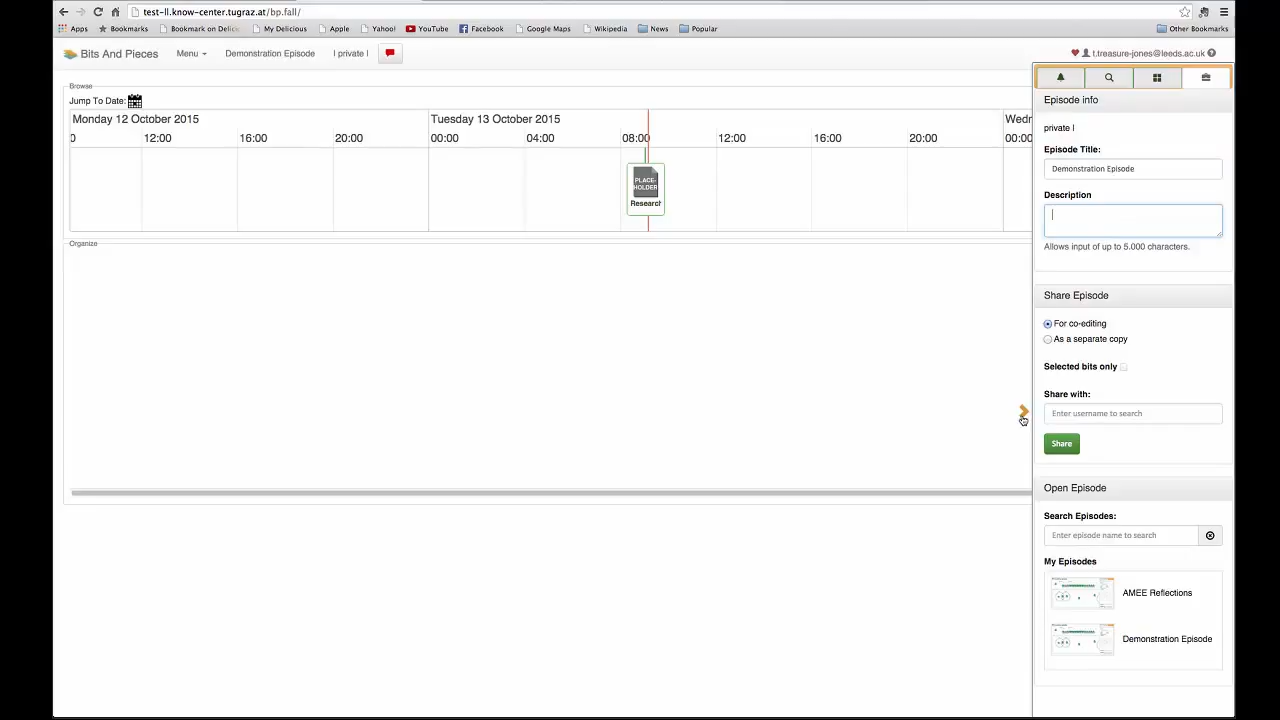 test-ll.know-center.tugraz.at/bp.fall/
Apps Bookmarks Bookmark on Delic My Delicious Apple Yahoo! YouTube Facebook Google Maps Wikipedia News Popular Other Bookmarks
Bits And Pieces Menu Demonstration Episode private l t.treasure-jones@leeds.ac.uk
Browse
Jump To Date:
Monday 12 October 2015 Tuesday 13 October 2015 Wedn
0 12:00 16:00 20:00 00:00 04:00 08:00 12:00 16:00 20:00 00:00
PLACE-
HOLDER
Research
Organize
Episode info
private l
Episode Title:
Demonstration Episode
Description
Allows input of up to 5.000 characters.
Share Episode
For co-editing
As a separate copy
Selected bits only
Share with:
Enter username to search
Share
Open Episode
Search Episodes:
Enter episode name to search
My Episodes
AMEE Reflections
Demonstration Episode